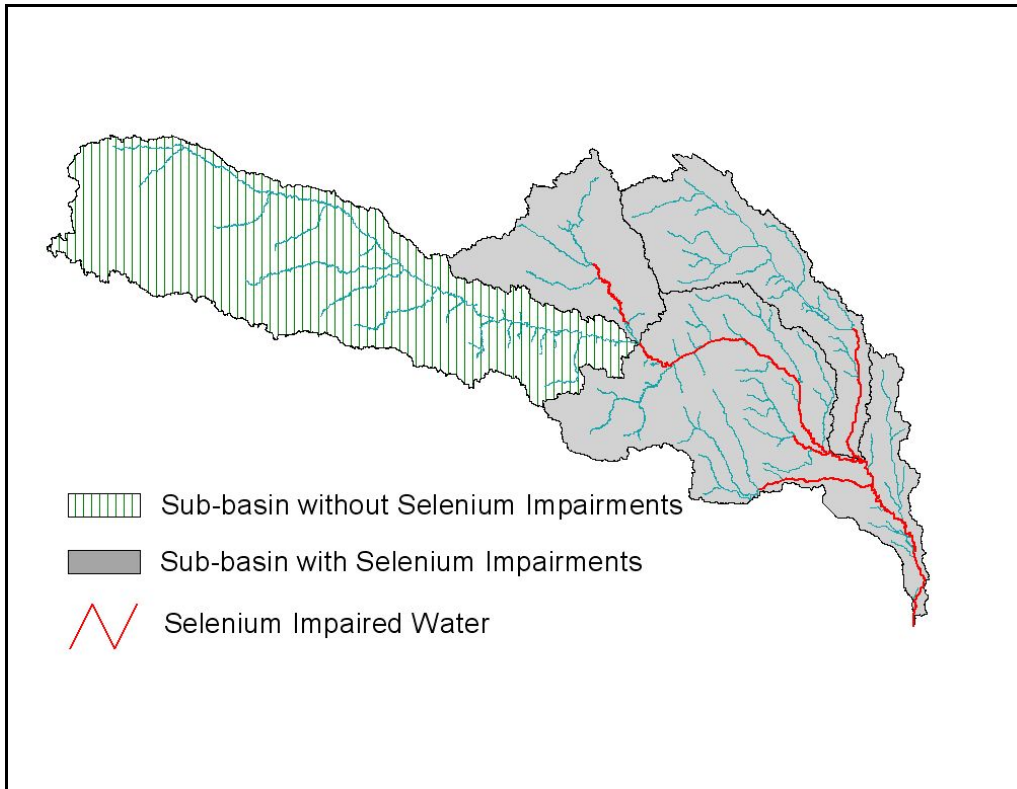 Sub-basin without Selenium Impairments
Sub-basin with Selenium Impairments
Selenium Impaired Water